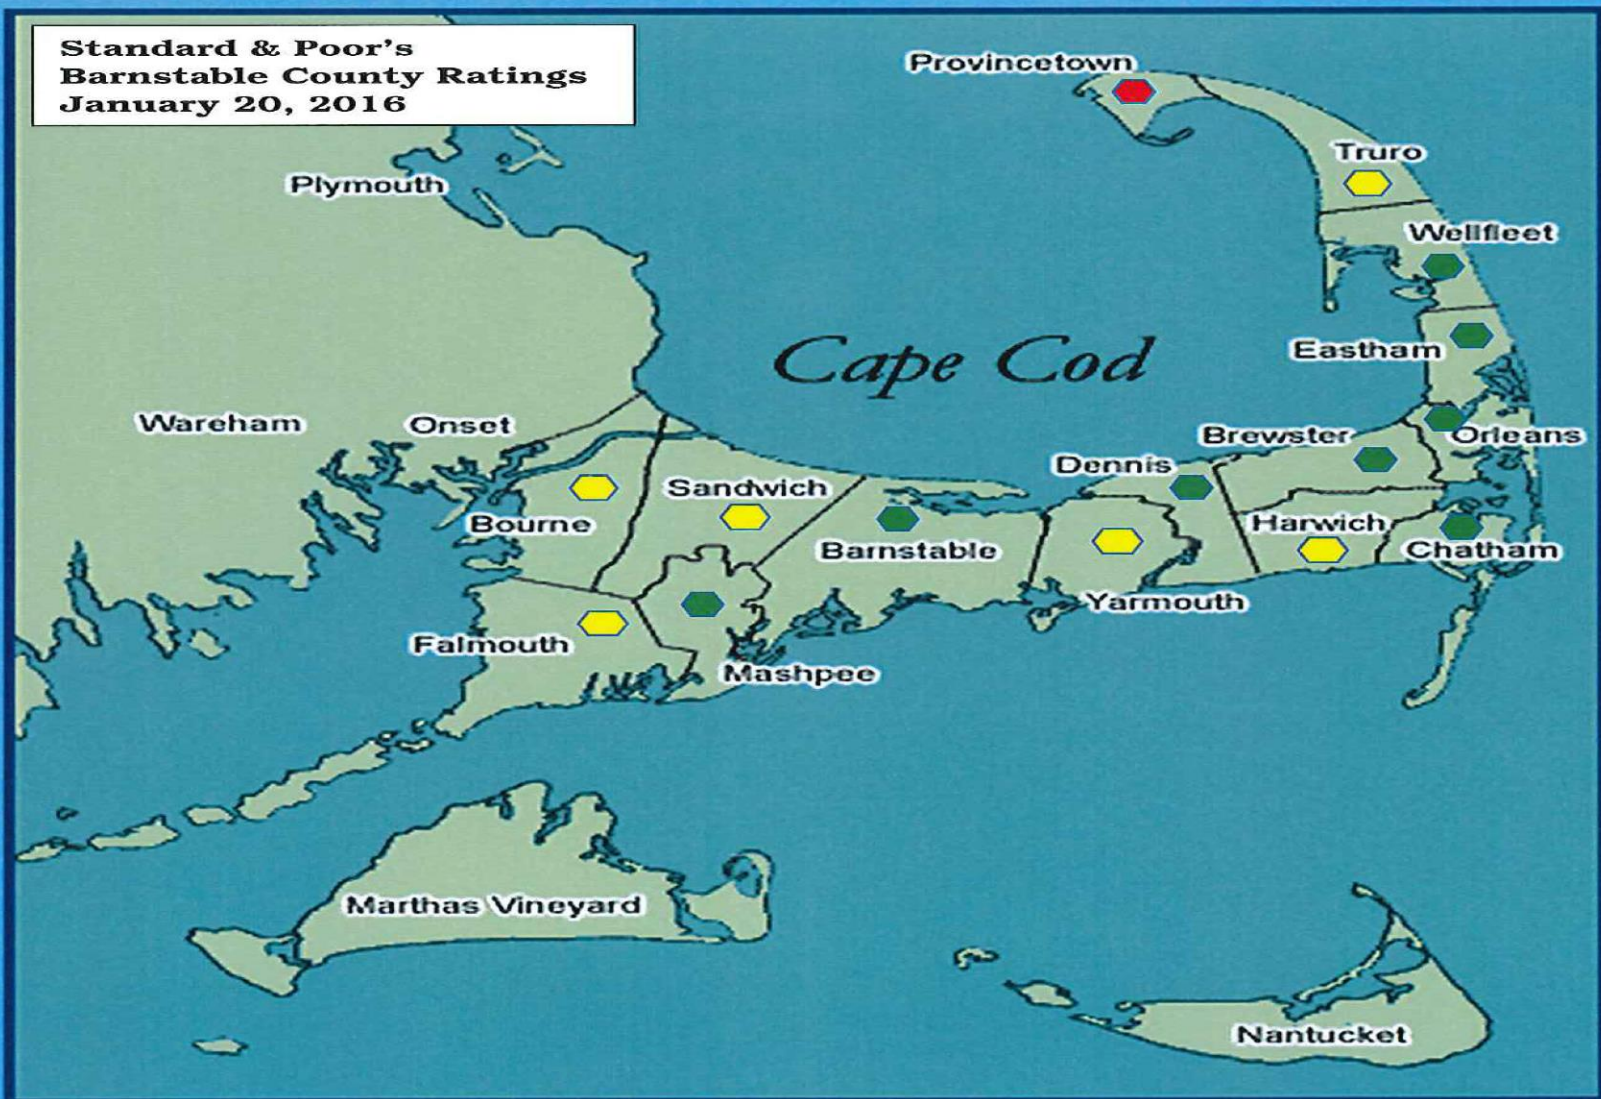 Standard & Poor's
Barnstable County Ratings
January 20, 2016
Provincetown
Truro
Plymouth
Wellfleet
Eastham
Cape Cod
Wareham
Onset
Brewster
Orleans
Dennis
Sandwich
Bourne
Harwich
Barnstable
Chatham
Yarmouth
Falmouth
Mashpee
Marthas Vineyard
Nantucket